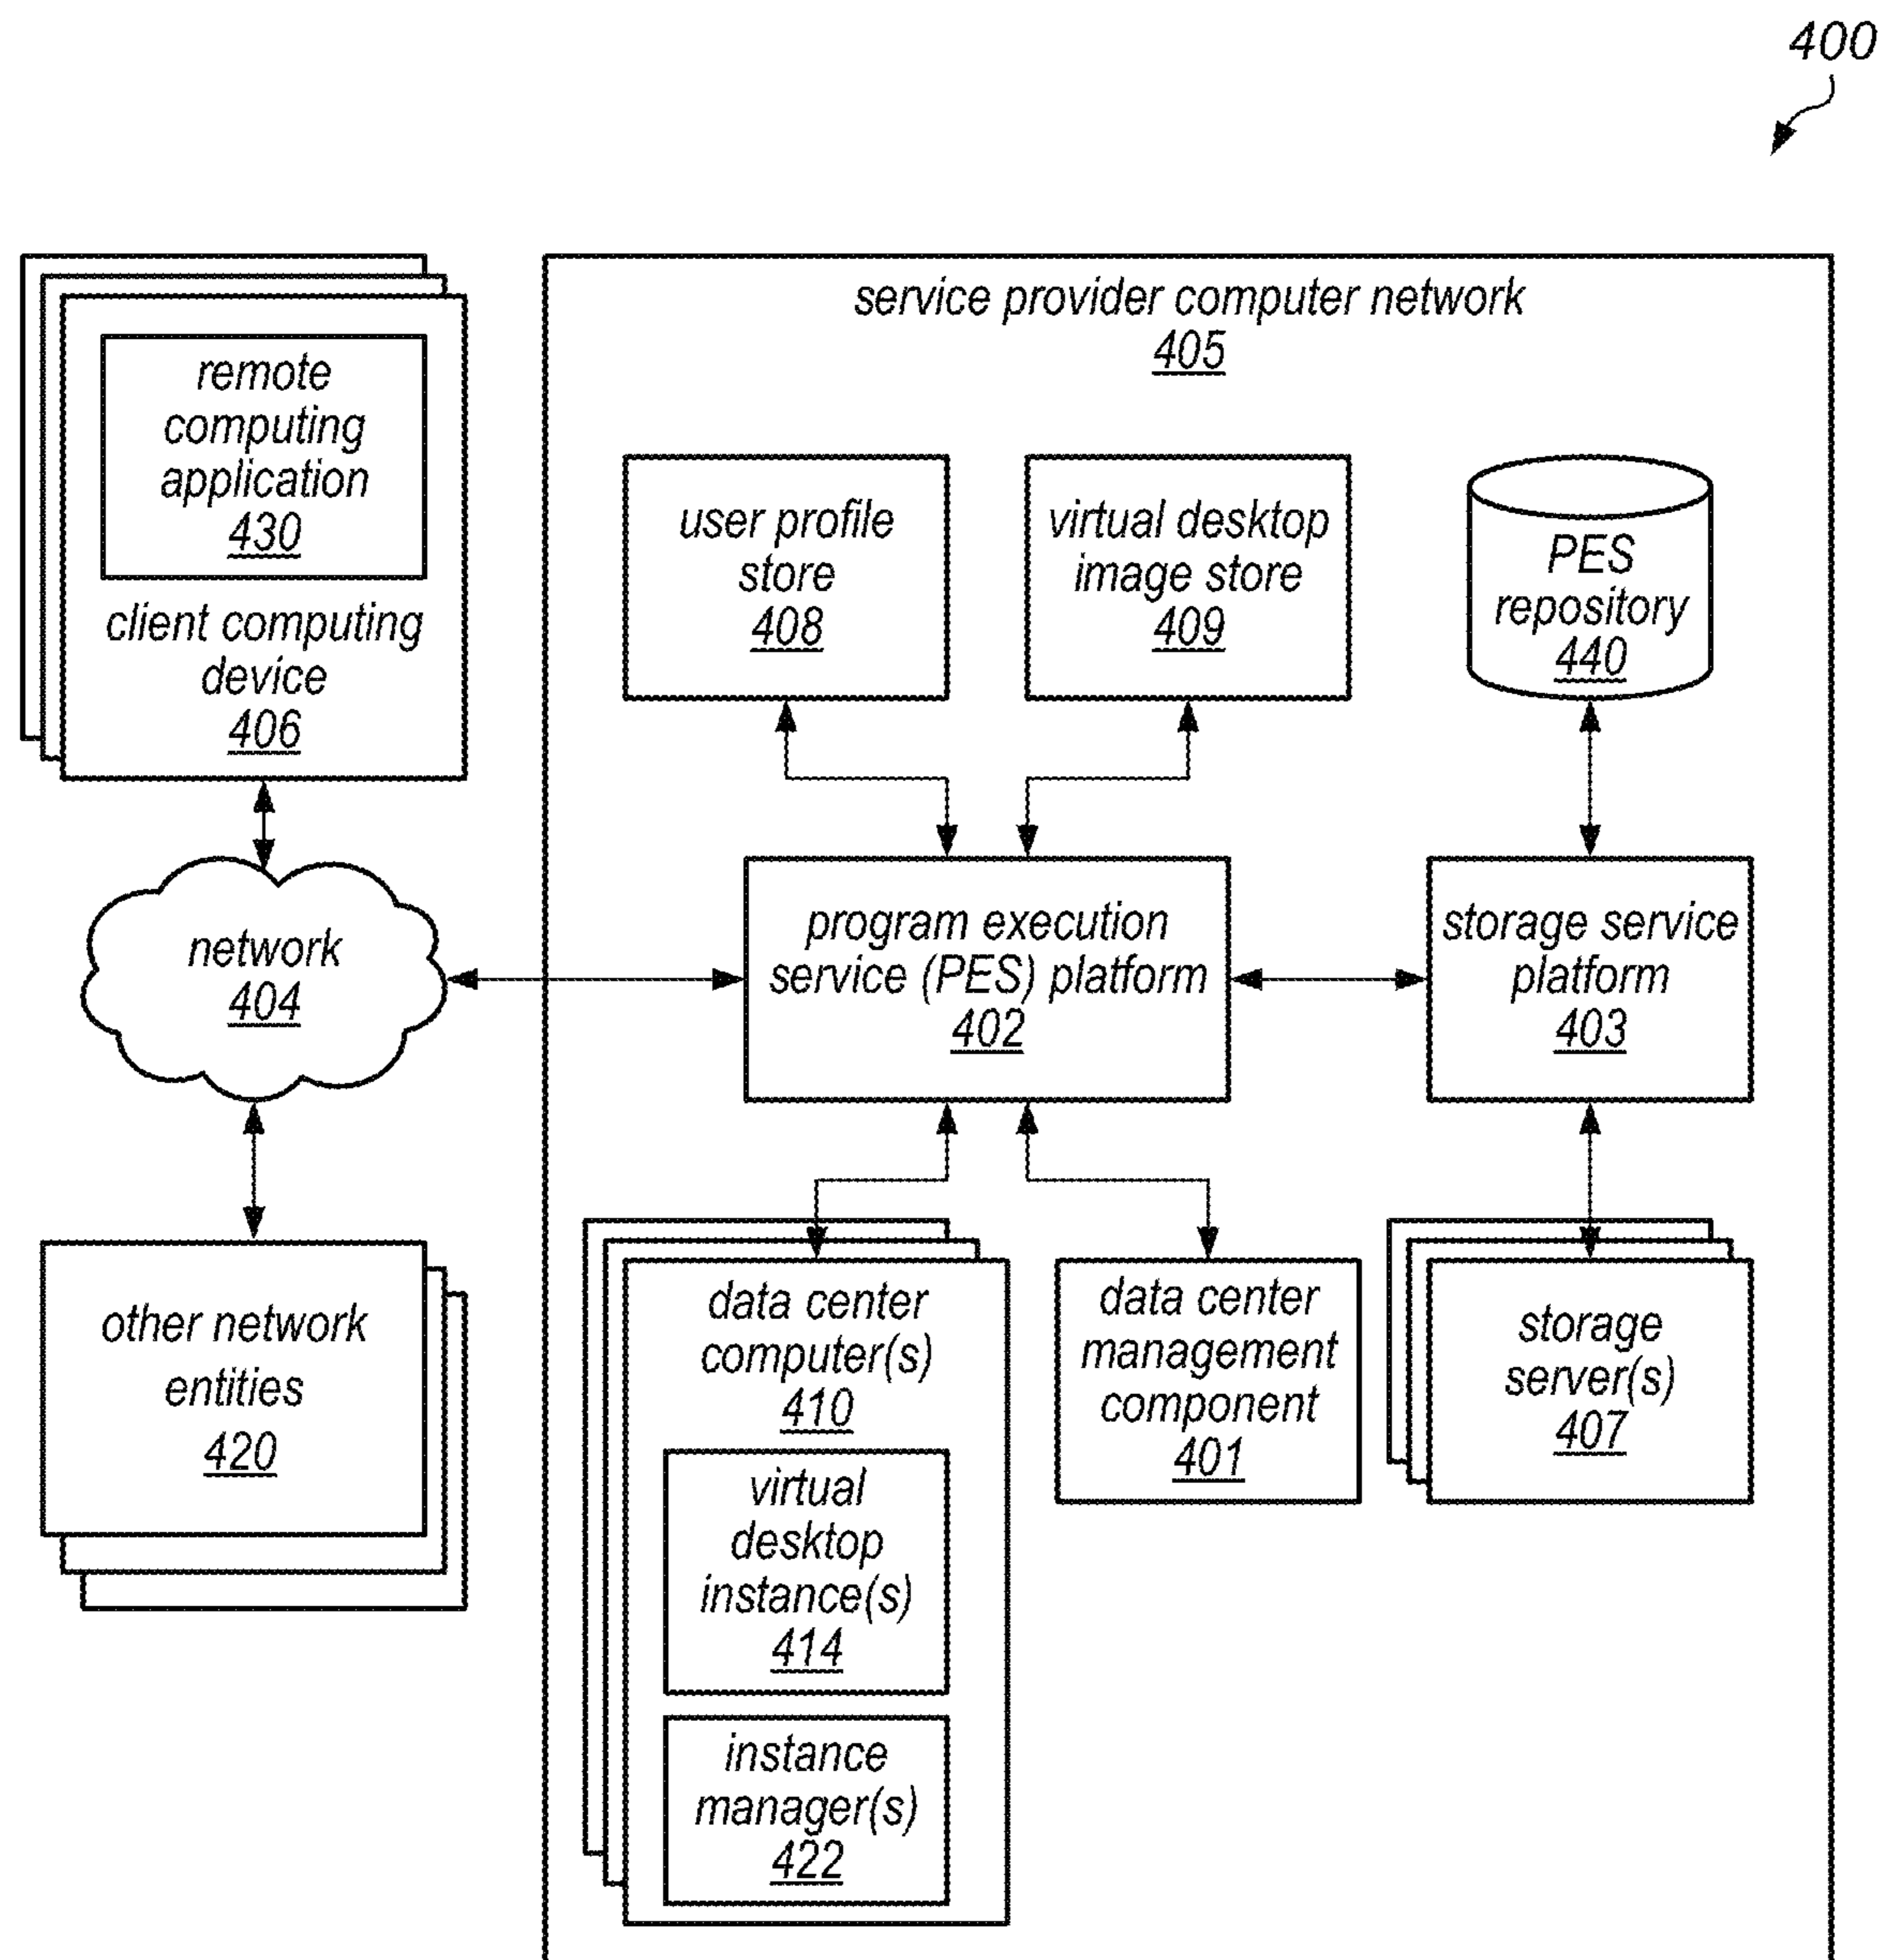 400
remote
computing
application
430
client computing
device
406
network
404
other network
entities
420
service provider computer network
405
user profile
store
408
virtual desktop
image store
409
PES
repository
440
program execution
service (PES) platform
402
storage service
platform
403
data center
computer(s)
410
virtual
desktop
instance(s)
414
instance
manager(s)
422
data center
management
component
401
storage
server(s)
407